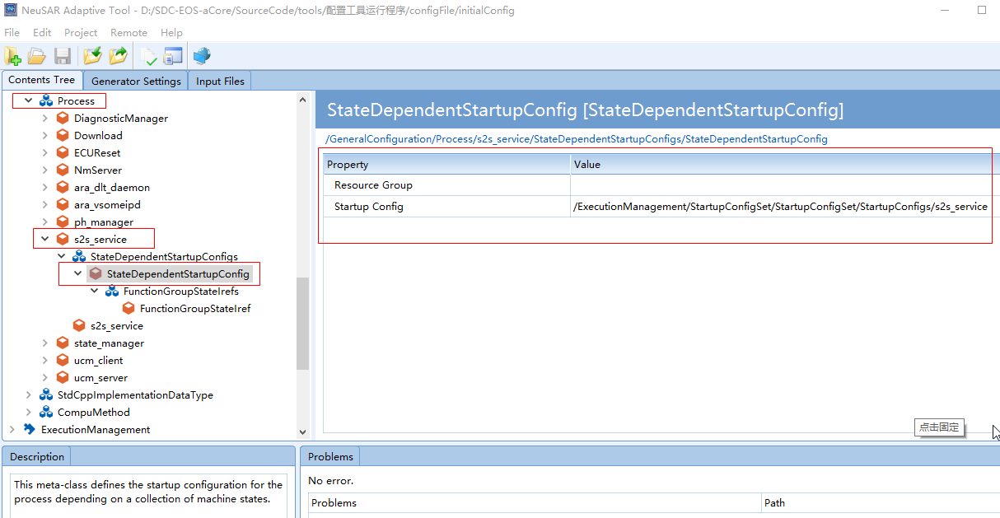 NeuSAR Adaptive Tool - D:/SDC-EOS-aCore/SourceCode/tools/配置工具运行程序/configFile/initialConfig
File Edit Project Remote Help
Contents Tree Generator Settings Input Files
Process
DiagnosticManager
Download
ECUReset
NmServer
ara_dlt_daemon
ara_vsomeipd
ph_manager
s2s_service
StateDependentStartupConfigs
StateDependentStartupConfig
FunctionGroupStateIrefs
FunctionGroupStateIref
s2s_service
state_manager
ucm_client
ucm_server
StdCppImplementationDataType
CompuMethod
ExecutionManagement
StateDependentStartupConfig [StateDependentStartupConfig]
/GeneralConfiguration/Process/s2s_service/StateDependentStartupConfigs/StateDependentStartupConfig
Property Value
Resource Group
Startup Config /ExecutionManagement/StartupConfigSet/StartupConfigSet/StartupConfigs/s2s_service
点击固定
Description
This meta-class defines the startup configuration for the
process depending on a collection of machine states.
Problems
No error.
Problems Path